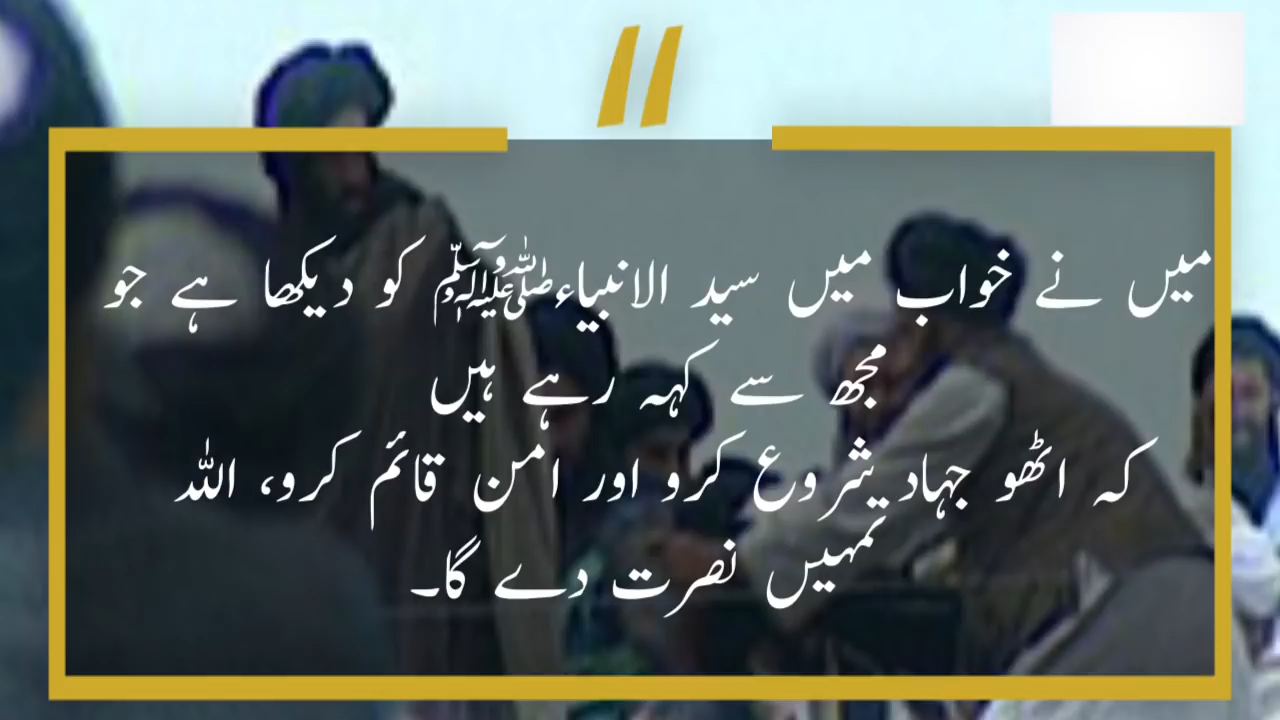 میں نے خواب میں سید الانبیاءﷺ کو دیکھا ہے جو
مجھ سے کہہ رہے ہیں
کہ اٹھو جہاد شروع کرو اور امن قائم کرو، اللہ
تمہیں نصرت دے گا۔